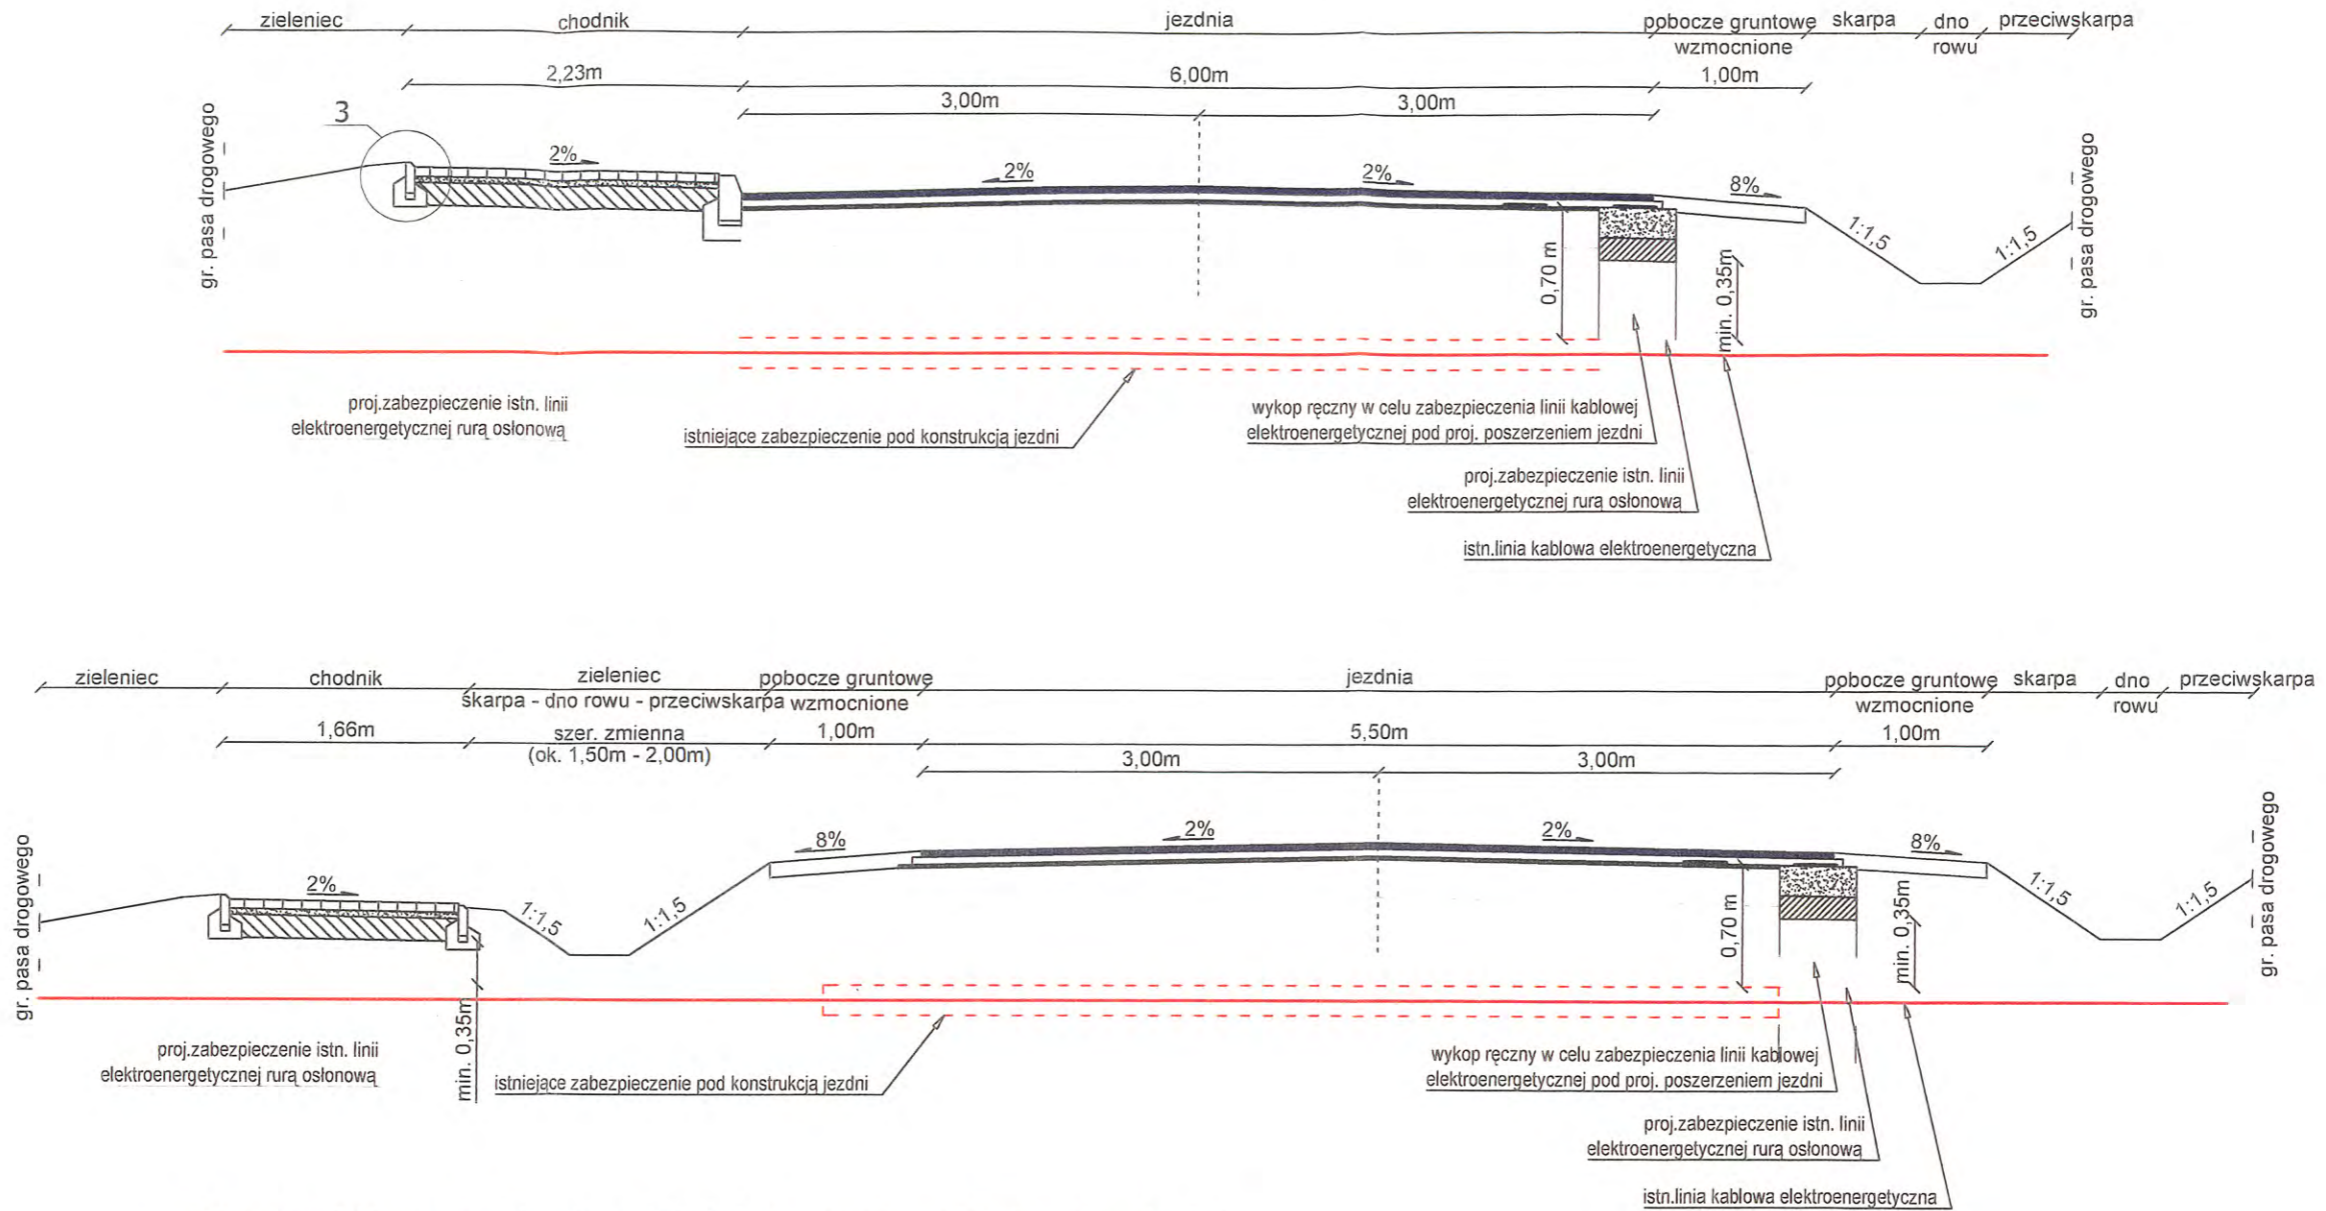 zieleniec chodnik jezdnia pobocze gruntowe skarpa dno przeciwskarpa
wzmocnione rowu
2,23m 6,00m 1,00m
3,00m 3,00m
3
gr. pasa drogowego
2%
2%
2%
8%
1:1,5
1:1,5
gr. pasa drogowego
0,70 m
min. 0,35m
proj.zabezpieczenie istn. linii
elektroenergetycznej rurą osłonową
istniejące zabezpieczenie pod konstrukcją jezdni
wykop ręczny w celu zabezpieczenia linii kablowej
elektroenergetycznej pod proj. poszerzeniem jezdni
proj.zabezpieczenie istn. linii
elektroenergetycznej rurą osłonową
istn.linia kablowa elektroenergetyczna
zieleniec chodnik zieleniec pobocze gruntowe jezdnia pobocze gruntowe skarpa dno przeciwskarpa
skarpa - dno rowu - przeciwskarpa wzmocnione wzmocnione rowu
1,66m szer. zmienna 1,00m 5,50m 1,00m
(ok. 1,50m - 2,00m) 3,00m 3,00m
gr. pasa drogowego
2%
1:1,5
1:1,5
8%
2%
2%
8%
1:1,5
1:1,5
gr. pasa drogowego
0,70 m
min. 0,35m
min. 0,35m
proj.zabezpieczenie istn. linii
elektroenergetycznej rurą osłonową
istniejące zabezpieczenie pod konstrukcją jezdni
wykop ręczny w celu zabezpieczenia linii kablowej
elektroenergetycznej pod proj. poszerzeniem jezdni
proj.zabezpieczenie istn. linii
elektroenergetycznej rurą osłonową
istn.linia kablowa elektroenergetyczna